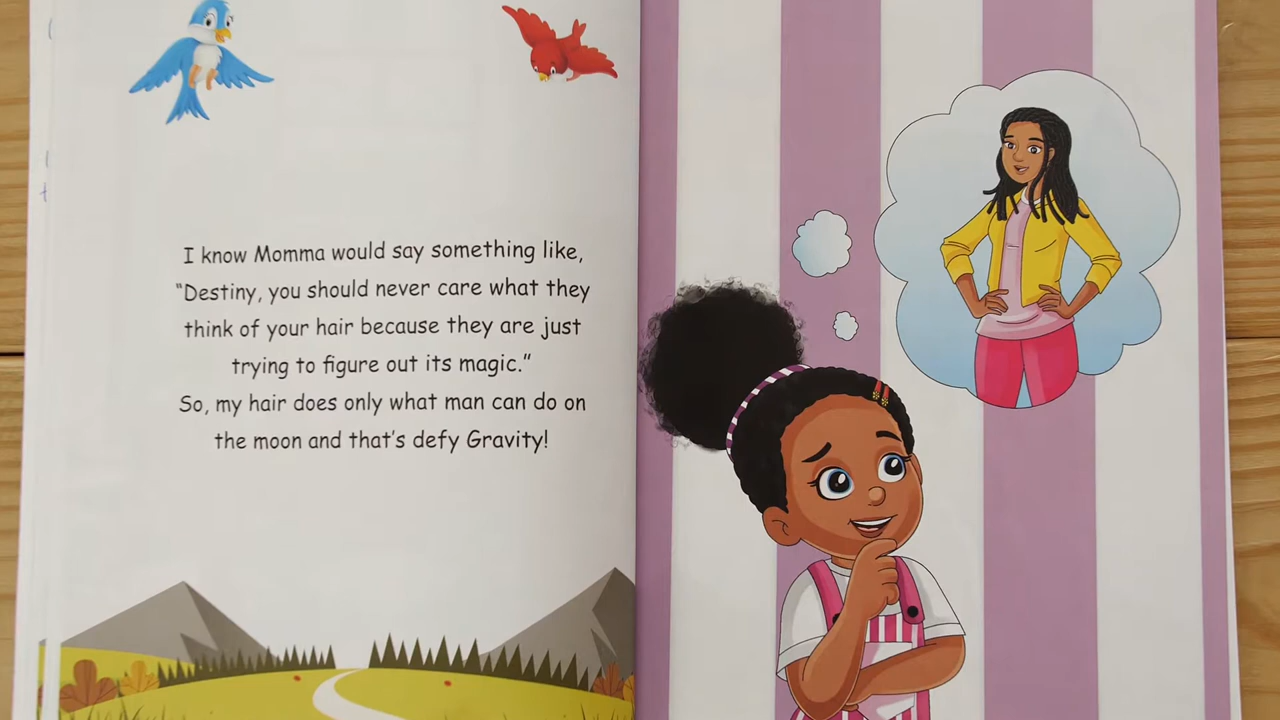 I know Momma would say something like,
"Destiny, you should never care what they
think of your hair because they are just
trying to figure out its magic."
So, my hair does only what man can do on
the moon and that's defy Gravity!